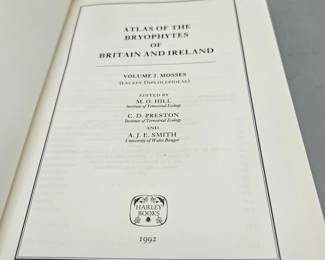 ATLAS OF THE
BRYOPHYTES
OF
BRITAIN AND IRELAND
VOLUME 2. MOSSES
(EXCEPT DIPLOLEPIDEAE)
EDITED BY
M. O. HILL
Institute of Terrestrial Ecology
C. D. PRESTON
Institute of Terrestrial Ecology
AND
A. J. E. SMITH
University of Wales Bangor
HARLEY
BOOKS
1992